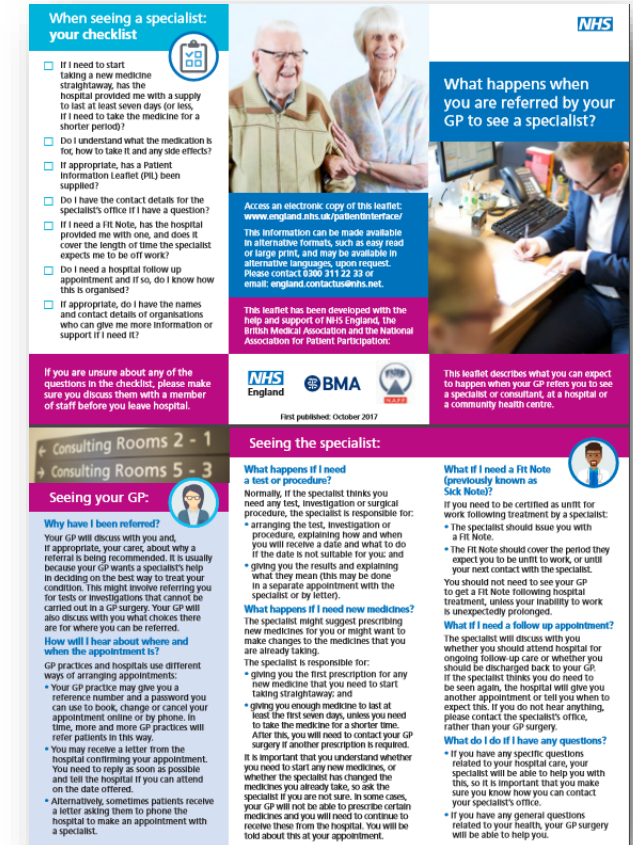 When seeing a specialist:
your checklist
If I need to start
taking a new medicine
straightaway, has the
hospital provided me with a supply
to last at least seven days (or less,
if I need to take the medicine for a
shorter period)?
Do I understand what the medication is
for, how to take it and any side effects?
If appropriate, has a Patient
Information Leaflet (PIL) been
supplied?
Do I have the contact details for the
specialist's office if I have a question?
If I need a Fit Note, has the hospital
provided me with one, and does it
cover the length of time the specialist
expects me to be off work?
Do I need a hospital follow up
appointment and if so, do I know how
this is organised?
If appropriate, do I have the names
and contact details of organisations
who can give me more information or
support if I need it?
If you are unsure about any of the
questions in the checklist, please make
sure you discuss them with a member
of staff before you leave hospital.
Access an electronic copy of this leaflet:
www.england.nhs.uk/patientinterface/
This information can be made available
in alternative formats, such as easy read
or large print, and may be available in
alternative languages, upon request.
Please contact 0300 311 22 33 or
email: england.contactus@nhs.net.
This leaflet has been developed with the
help and support of NHS England, the
British Medical Association and the National
Association for Patient Participation:
NHS
England
BMA
N.A.P.P.
First published: October 2017
NHS
What happens when
you are referred by your
GP to see a specialist?
This leaflet describes what you can expect
to happen when your GP refers you to see
a specialist or consultant, at a hospital or
a community health centre.
Consulting Rooms 2 - 1
Consulting Rooms 5 - 3
Seeing your GP:
Why have I been referred?
Your GP will discuss with you and,
if appropriate, your carer, about why a
referral is being recommended. It is usually
because your GP wants a specialist's help
in deciding on the best way to treat your
condition. This might involve referring you
for tests or investigations that cannot be
carried out in a GP surgery. Your GP will
also discuss with you what choices there
are for where you can be referred.
How will I hear about where and
when the appointment is?
GP practices and hospitals use different
ways of arranging appointments:
• Your GP practice may give you a
reference number and a password you
can use to book, change or cancel your
appointment online or by phone. In
time, more and more GP practices will
refer patients in this way.
• You may receive a letter from the
hospital confirming your appointment.
You need to reply as soon as possible
and tell the hospital if you can attend
on the date offered.
• Alternatively, sometimes patients receive
a letter asking them to phone the
hospital to make an appointment with
a specialist.
Seeing the specialist:
What happens if I need
a test or procedure?
Normally, if the specialist thinks you
need any test, investigation or surgical
procedure, the specialist is responsible for:
• arranging the test, investigation or
procedure, explaining how and when
you will receive a date and what to do
if the date is not suitable for you; and
• giving you the results and explaining
what they mean (this may be done
in a separate appointment with the
specialist or by letter).
What happens if I need new medicines?
The specialist might suggest prescribing
new medicines for you or might want to
make changes to the medicines that you
are already taking.
The specialist is responsible for:
• giving you the first prescription for any
new medicine that you need to start
taking straightaway; and
• giving you enough medicine to last at
least the first seven days, unless you need
to take the medicine for a shorter time.
After this, you will need to contact your GP
surgery if another prescription is required.
It is important that you understand whether
you need to start any new medicines, or
whether the specialist has changed the
medicines you already take, so ask the
specialist if you are not sure. In some cases,
your GP will not be able to prescribe certain
medicines and you will need to continue to
receive these from the hospital. You will be
told about this at your appointment.
What if I need a Fit Note
(previously known as
Sick Note)?
If you need to be certified as unfit for
work following treatment by a specialist:
• The specialist should issue you with
a Fit Note.
• The Fit Note should cover the period they
expect you to be unfit to work, or until
your next contact with the specialist.
You should not need to see your GP
to get a Fit Note following hospital
treatment, unless your inability to work
is unexpectedly prolonged.
What if I need a follow up appointment?
The specialist will discuss with you
whether you should attend hospital for
ongoing follow-up care or whether you
should be discharged back to your GP.
If the specialist thinks you do need to
be seen again, the hospital will give you
another appointment or tell you when to
expect this. If you do not hear anything,
please contact the specialist's office,
rather than your GP surgery.
What do I do if I have any questions?
• If you have any specific questions
related to your hospital care, your
specialist will be able to help you with
this, so it is important that you make
sure you know how you can contact
your specialist's office.
• If you have any general questions
related to your health, your GP surgery
will be able to help you.